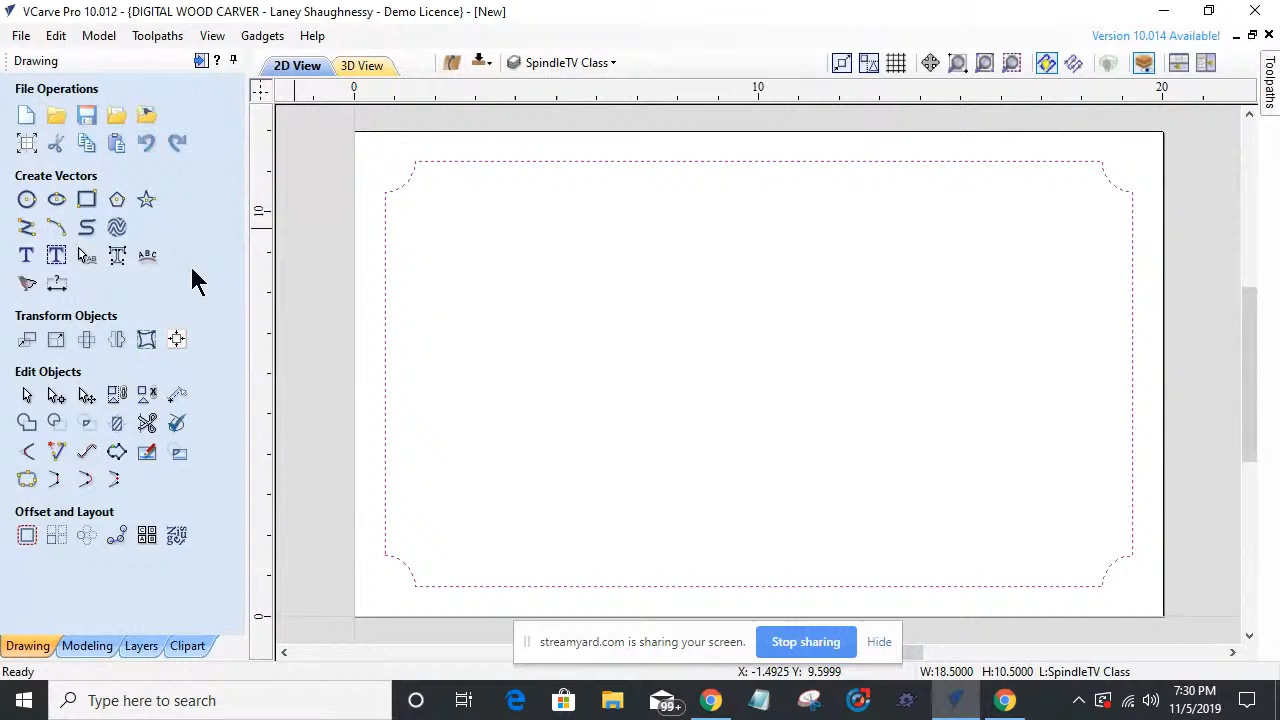 VCarve Pro 10.012 - {DIGITAL WOOD CARVER - Laney Shaughnessy - Demo Licence} - [New]
File Edit Model Toolpaths View Gadgets Help Version 10.014 Available!
Drawing ? 2D View 3D View SpindleTV Class
File Operations
0 10 20
Create Vectors
10
T T AB T ABC
?
Transform Objects
Edit Objects
Offset and Layout
0
streamyard.com is sharing your screen. Stop sharing Hide
Drawing Modeling Layers Clipart
Ready X: -1.4925 Y: 9.5999 W:18.5000 H:10.5000 L:SpindleTV Class
Type here to search 99+ 7:30 PM
11/5/2019
Toolpaths